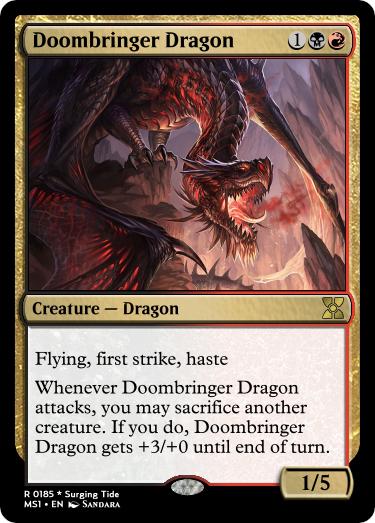 Doombringer Dragon 1
Creature — Dragon
Flying, first strike, haste
Whenever Doombringer Dragon
attacks, you may sacrifice another
creature. If you do, Doombringer
Dragon gets +3/+0 until end of turn.
1/5
R 0185 * Surging Tide
MS1 • EN Sandara